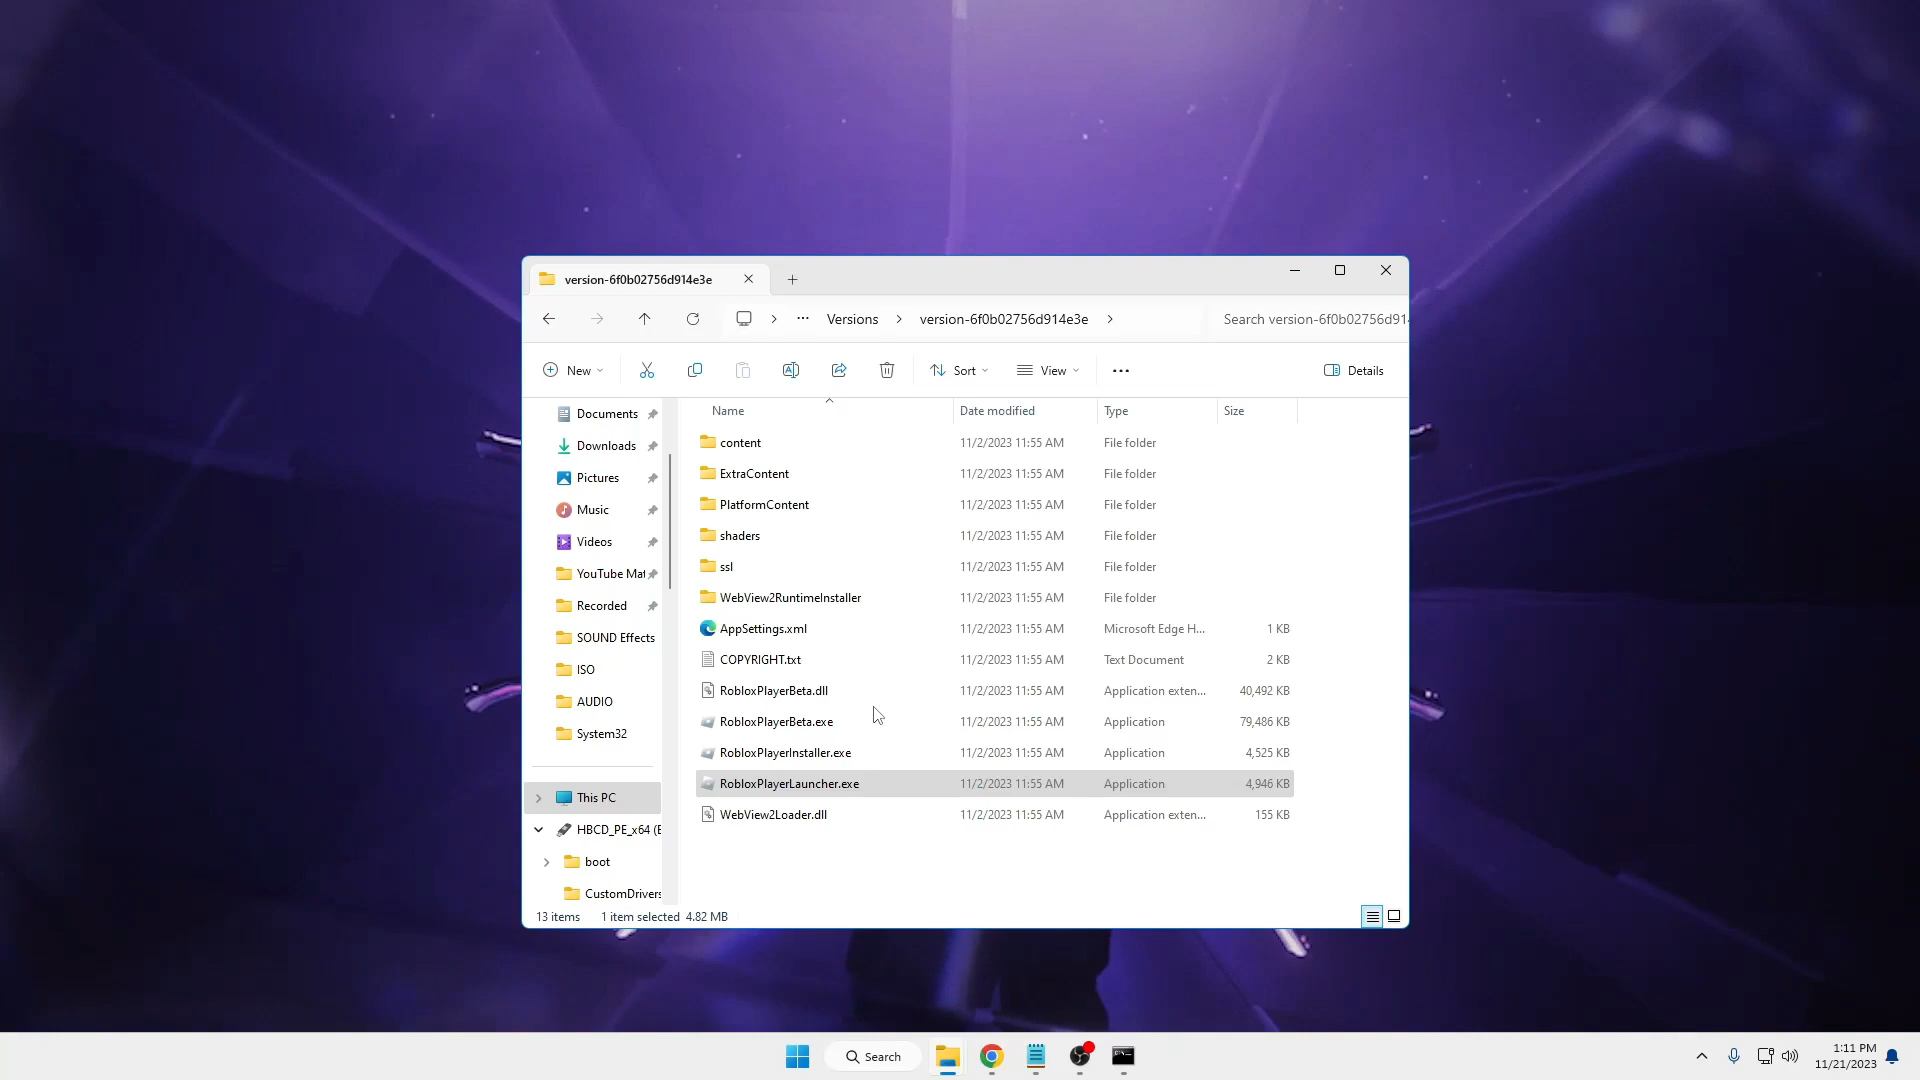 version-6f0b02756d914e3e
Versions
version-6f0b02756d914e3e
Search version-6f0b02756d91
New
Sort
View
Details
Documents
Downloads
Pictures
Music
Videos
YouTube Mat
Recorded
SOUND Effects
ISO
AUDIO
System32
This PC
HBCD_PE_x64 (E
boot
CustomDrivers
Name Date modified Type Size
content 11/2/2023 11:55 AM File folder
ExtraContent 11/2/2023 11:55 AM File folder
PlatformContent 11/2/2023 11:55 AM File folder
shaders 11/2/2023 11:55 AM File folder
ssl 11/2/2023 11:55 AM File folder
WebView2RuntimeInstaller 11/2/2023 11:55 AM File folder
AppSettings.xml 11/2/2023 11:55 AM Microsoft Edge H... 1 KB
COPYRIGHT.txt 11/2/2023 11:55 AM Text Document 2 KB
RobloxPlayerBeta.dll 11/2/2023 11:55 AM Application exten... 40,492 KB
RobloxPlayerBeta.exe 11/2/2023 11:55 AM Application 79,486 KB
RobloxPlayerInstaller.exe 11/2/2023 11:55 AM Application 4,525 KB
RobloxPlayerLauncher.exe 11/2/2023 11:55 AM Application 4,946 KB
WebView2Loader.dll 11/2/2023 11:55 AM Application exten... 155 KB
13 items 1 item selected 4.82 MB
Search
1:11 PM
11/21/2023